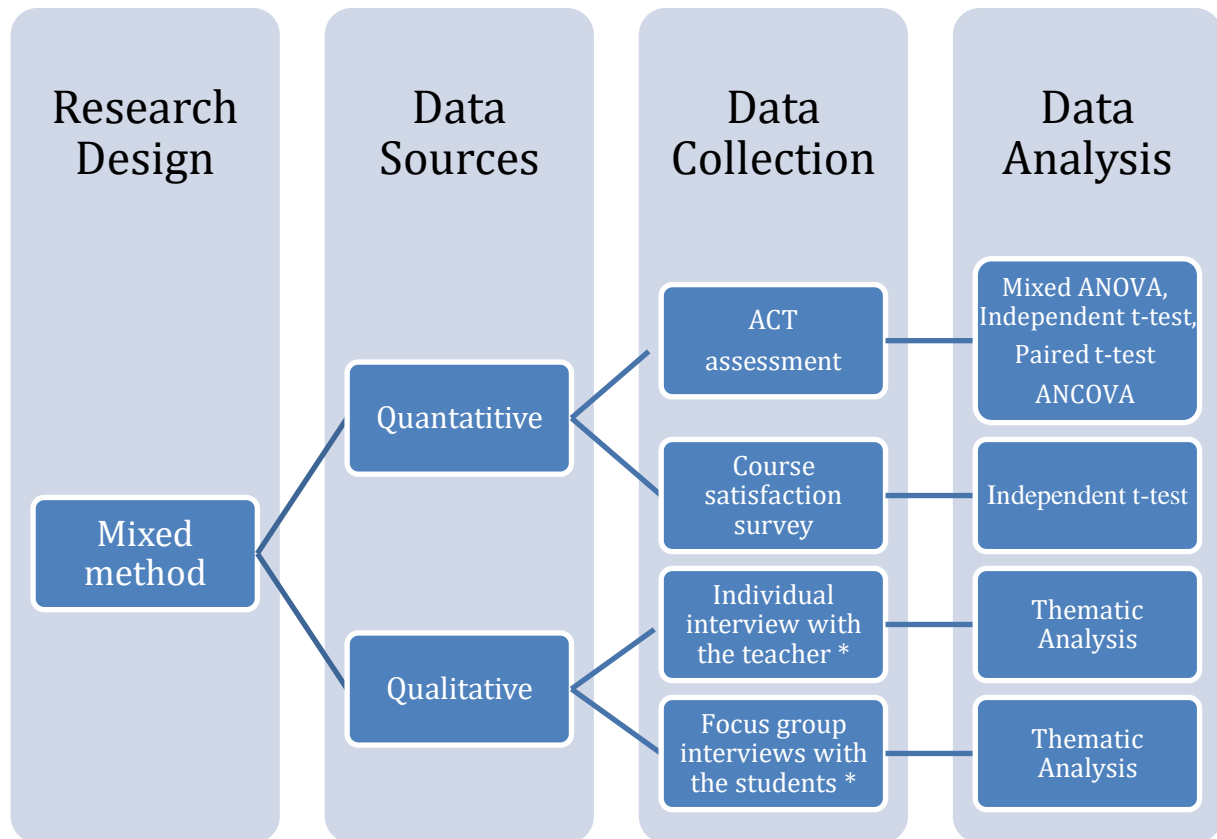 Research
Design
Data
Sources
Data
Collection
Data
Analysis
Mixed
method
Quantatitive
Qualitative
ACT
assessment
Course
satisfaction
survey
Individual
interview with
the teacher *
Focus group
interviews with
the students *
Mixed ANOVA,
Independent t-test,
Paired t-test
ANCOVA
Independent t-test
Thematic
Analysis
Thematic
Analysis